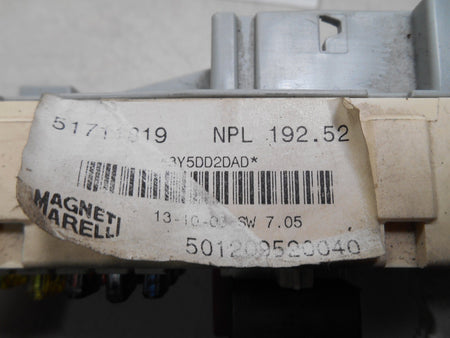 NPL 192.52
*3Y5DD2DAD*
MAGNETI
MARELLI
SW 7.05
501209520040